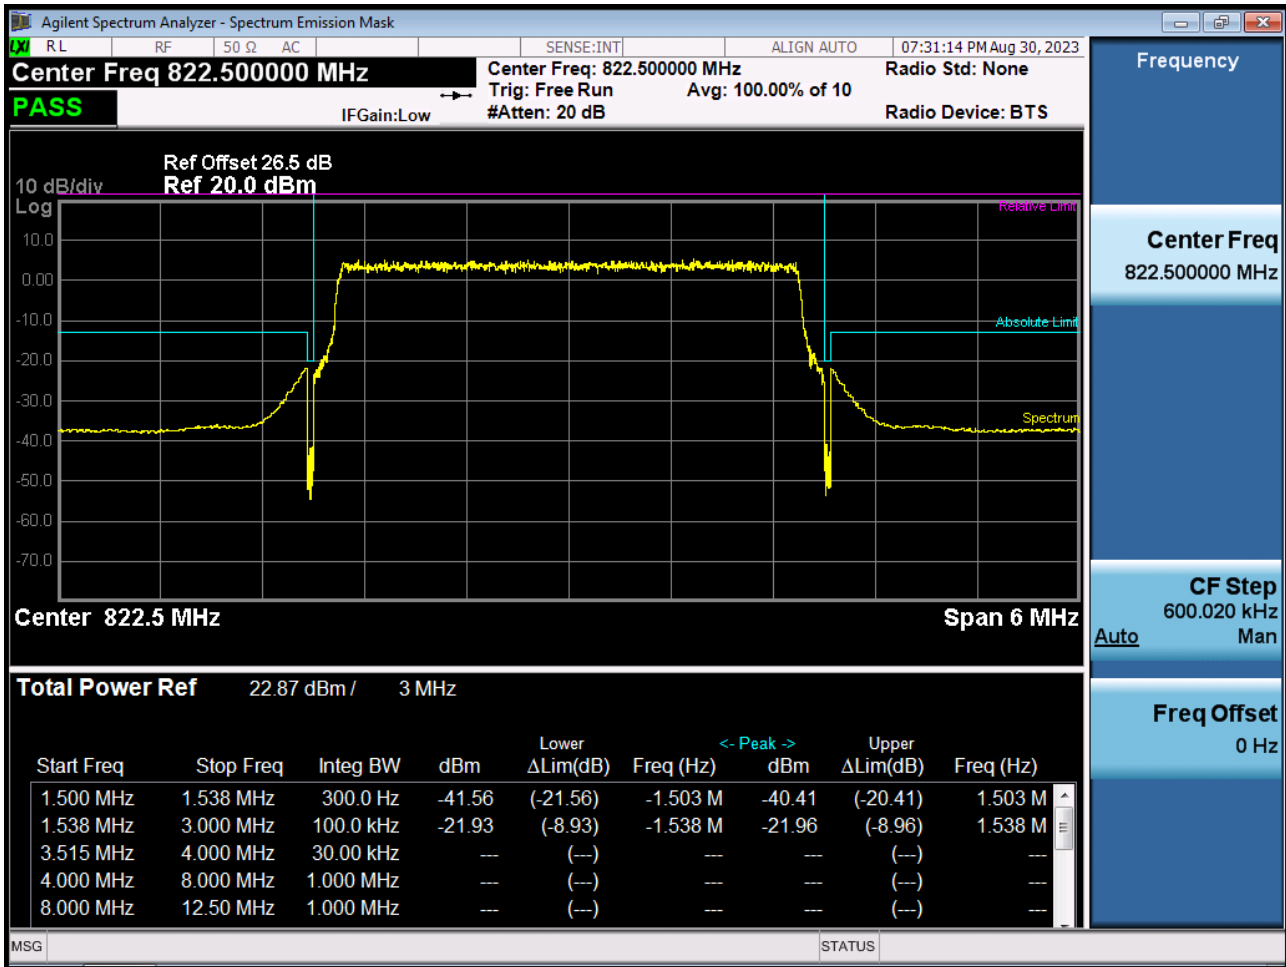 Agilent Spectrum Analyzer - Spectrum Emission Mask
LXI RL RF 50 Ω AC SENSE:INT ALIGN AUTO 07:31:14 PM Aug 30, 2023
Center Freq 822.500000 MHz
Center Freq: 822.500000 MHz Radio Std: None
Trig: Free Run Avg: 100.00% of 10
PASS IFGain:Low #Atten: 20 dB Radio Device: BTS
Frequency
Ref Offset 26.5 dB
10 dB/div Ref 20.0 dBm
Log
Relative Limit
10.0
0.00
-10.0
Absolute Limit
-20.0
-30.0
Spectrum
-40.0
-50.0
-60.0
-70.0
Center 822.5 MHz Span 6 MHz
Center Freq
822.500000 MHz
CF Step
600.020 kHz
Auto Man
Freq Offset
0 Hz
Total Power Ref 22.87 dBm / 3 MHz
Lower <- Peak -> Upper
Start Freq Stop Freq Integ BW dBm ΔLim(dB) Freq (Hz) dBm ΔLim(dB) Freq (Hz)
1.500 MHz 1.538 MHz 300.0 Hz -41.56 (-21.56) -1.503 M -40.41 (-20.41) 1.503 M
1.538 MHz 3.000 MHz 100.0 kHz -21.93 (-8.93) -1.538 M -21.96 (-8.96) 1.538 M
3.515 MHz 4.000 MHz 30.00 kHz --- (---) --- --- (---) ---
4.000 MHz 8.000 MHz 1.000 MHz --- (---) --- --- (---) ---
8.000 MHz 12.50 MHz 1.000 MHz --- (---) --- --- (---) ---
MSG STATUS